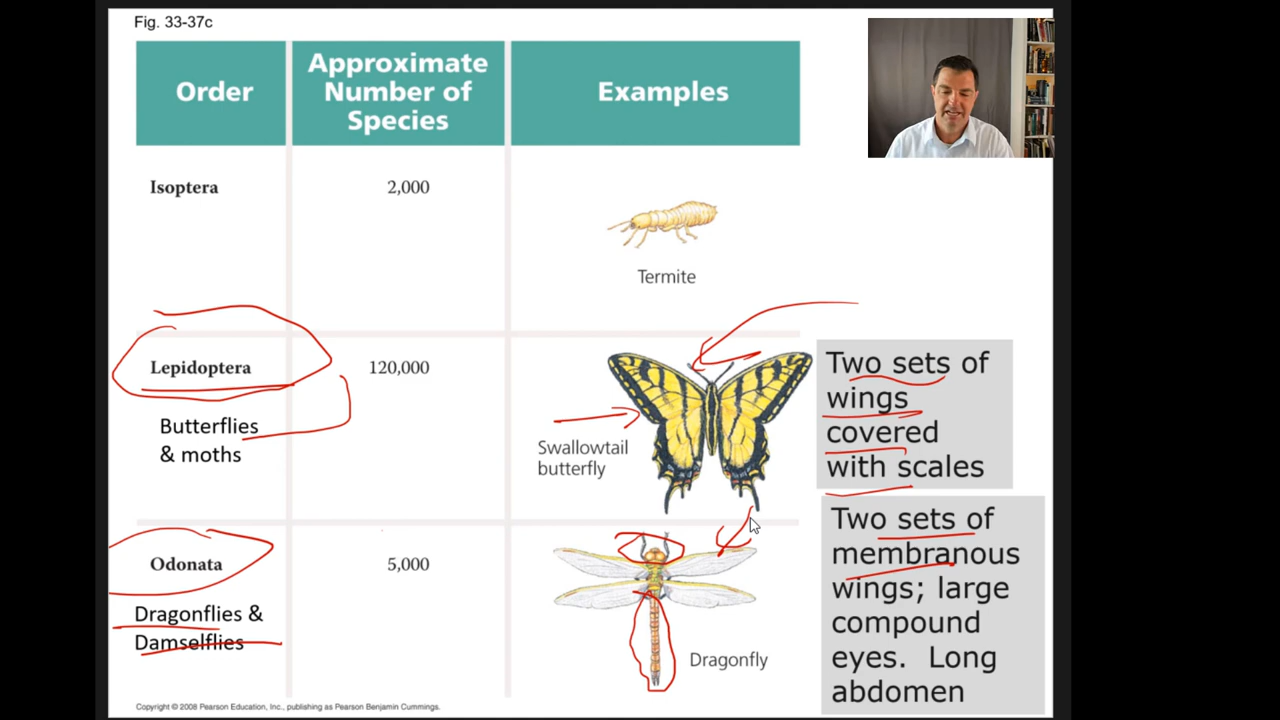 Fig. 33-37c
Order
Approximate
Number of
Species
Examples
Isoptera
2,000
Termite
Lepidoptera
120,000
Butterflies
& moths
Swallowtail
butterfly
Two sets of
wings
covered
with scales
Odonata
5,000
Dragonflies &
Damselflies
Dragonfly
Two sets of
membranous
wings; large
compound
eyes. Long
abdomen
Copyright © 2008 Pearson Education, Inc., publishing as Pearson Benjamin Cummings.